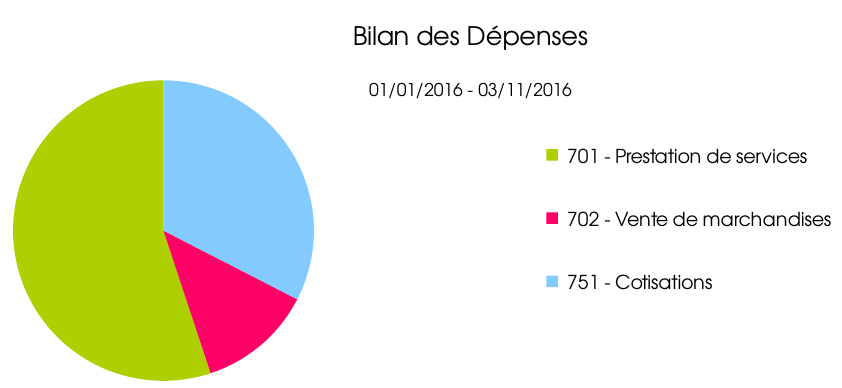 Bilan des Dépenses
01/01/2016 - 03/11/2016
701 - Prestation de services
702 - Vente de marchandises
751 - Cotisations